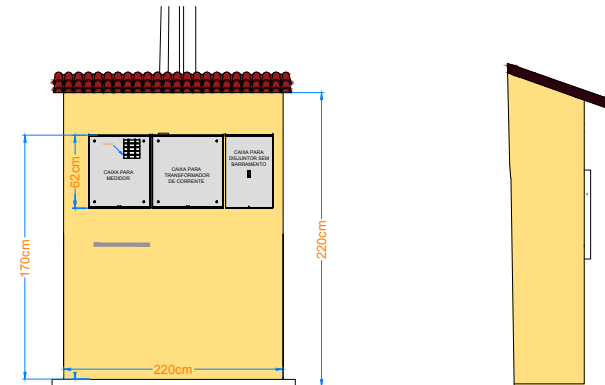 CAIXA PARA
MEDIDOR
CAIXA PARA
TRANSFORMADOR
DE CORRENTE
CAIXA PARA
DISJUNTOR SEM
BARRAMENTO
62cm
170cm
220cm
220cm